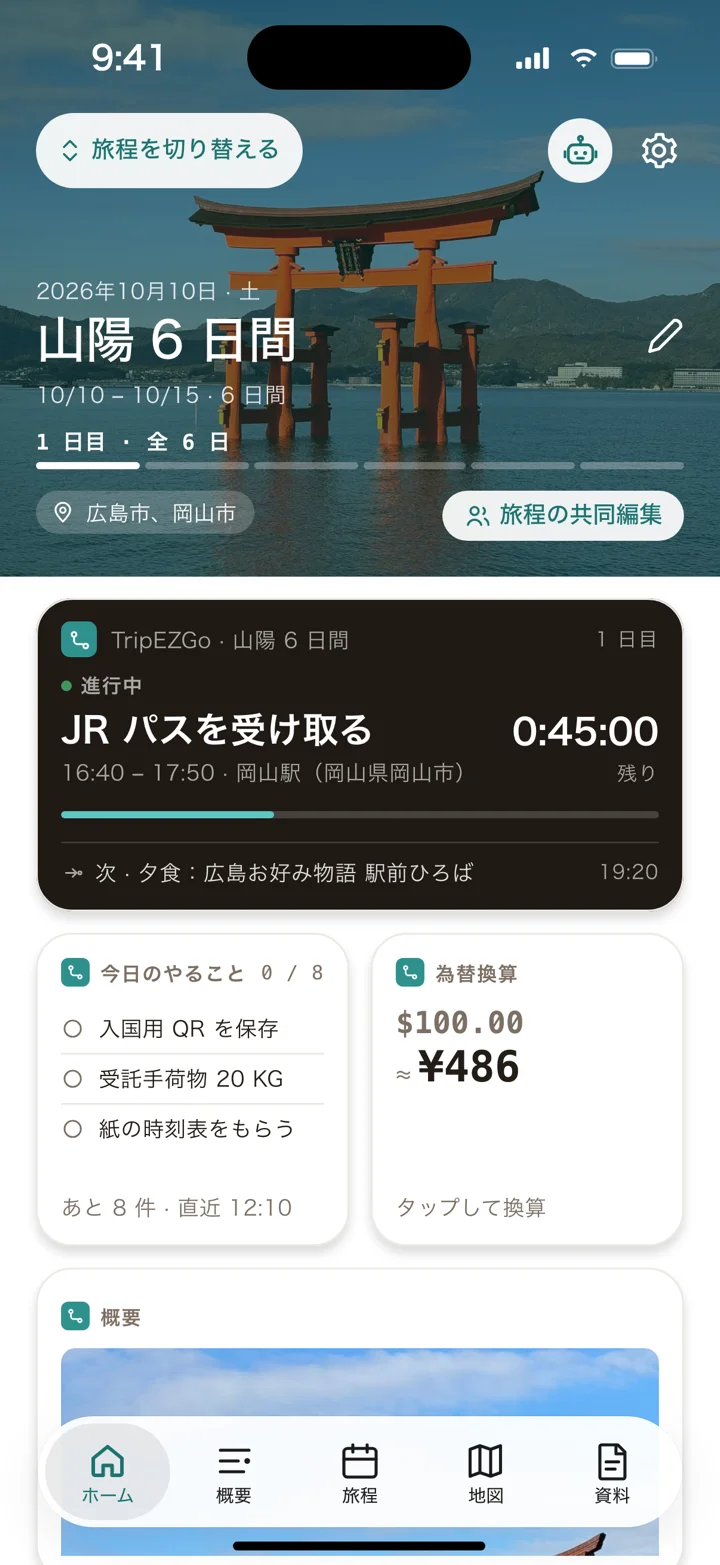 9:41
旅程を切り替える
2026年10月10日 · 土
山陽 6 日間
10/10 – 10/15 · 6 日間
1 日目 · 全 6 日
広島市、岡山市
旅程の共同編集
TripEZGo · 山陽 6 日間
1 日目
進行中
JR パスを受け取る
0:45:00
16:40 – 17:50 · 岡山駅（岡山県岡山市）
残り
次 · 夕食：広島お好み物語 駅前ひろば
19:20
今日のやること 0 / 8
入国用 QR を保存
受託手荷物 20 KG
紙の時刻表をもらう
あと 8 件 · 直近 12:10
為替換算
$100.00
≈ ¥486
タップして換算
概要
ホーム
概要
旅程
地図
資料